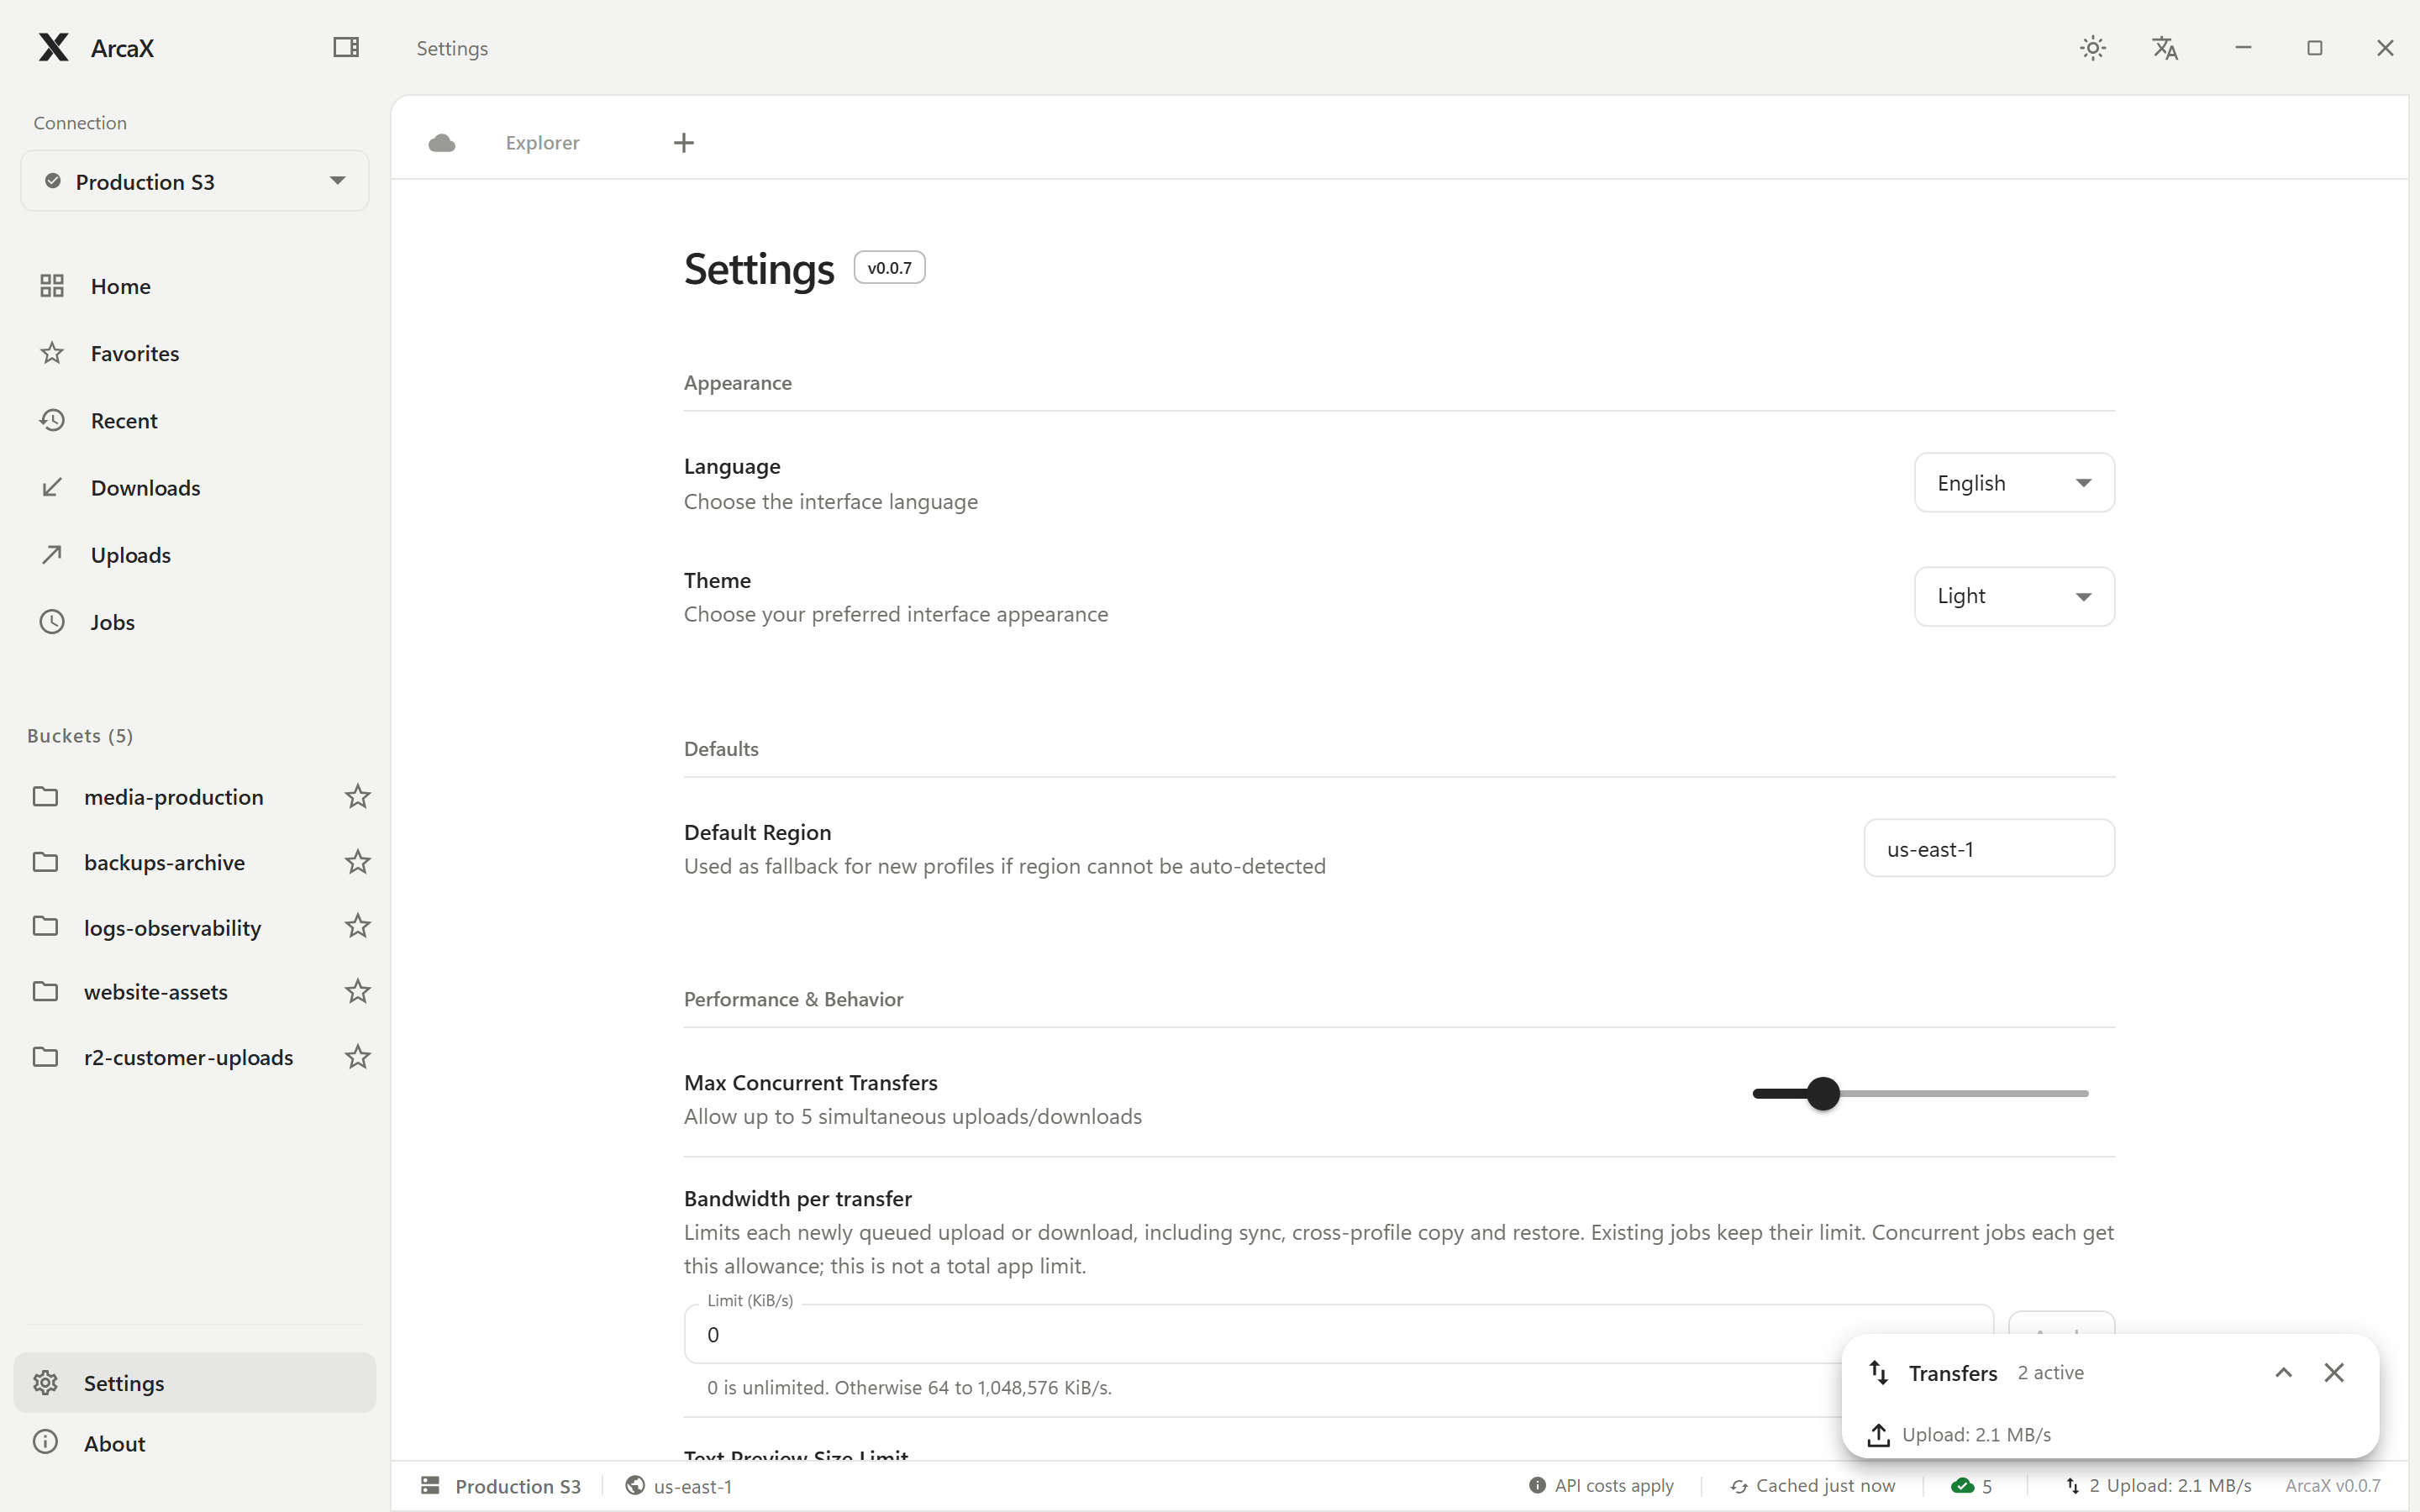 ArcaX
Settings
Connection
Production S3
Explorer
Home
Favorites
Recent
Downloads
Uploads
Jobs
Buckets (5)
media-production
backups-archive
logs-observability
website-assets
r2-customer-uploads
Settings
About
Settings
v0.0.7
Appearance
Language
Choose the interface language
English
Theme
Choose your preferred interface appearance
Light
Defaults
Default Region
Used as fallback for new profiles if region cannot be auto-detected
us-east-1
Performance & Behavior
Max Concurrent Transfers
Allow up to 5 simultaneous uploads/downloads
Bandwidth per transfer
Limits each newly queued upload or download, including sync, cross-profile copy and restore. Existing jobs keep their limit. Concurrent jobs each get
this allowance; this is not a total app limit.
Limit (KiB/s)
0
0 is unlimited. Otherwise 64 to 1,048,576 KiB/s.
Text Preview Size Limit
Transfers
2 active
Upload: 2.1 MB/s
Production S3
us-east-1
API costs apply
Cached just now
5
2 Upload: 2.1 MB/s
ArcaX v0.0.7